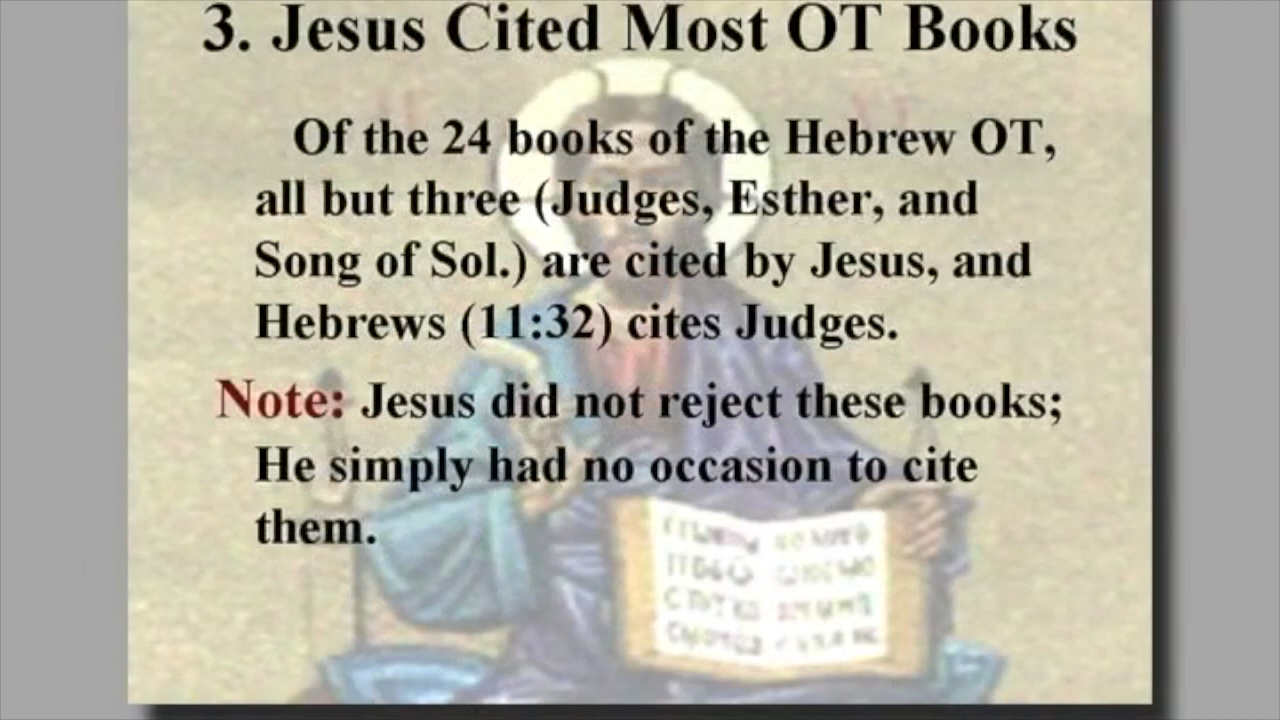 3. Jesus Cited Most OT Books
Of the 24 books of the Hebrew OT,
all but three (Judges, Esther, and
Song of Sol.) are cited by Jesus, and
Hebrews (11:32) cites Judges.
Note: Jesus did not reject these books;
He simply had no occasion to cite
them.